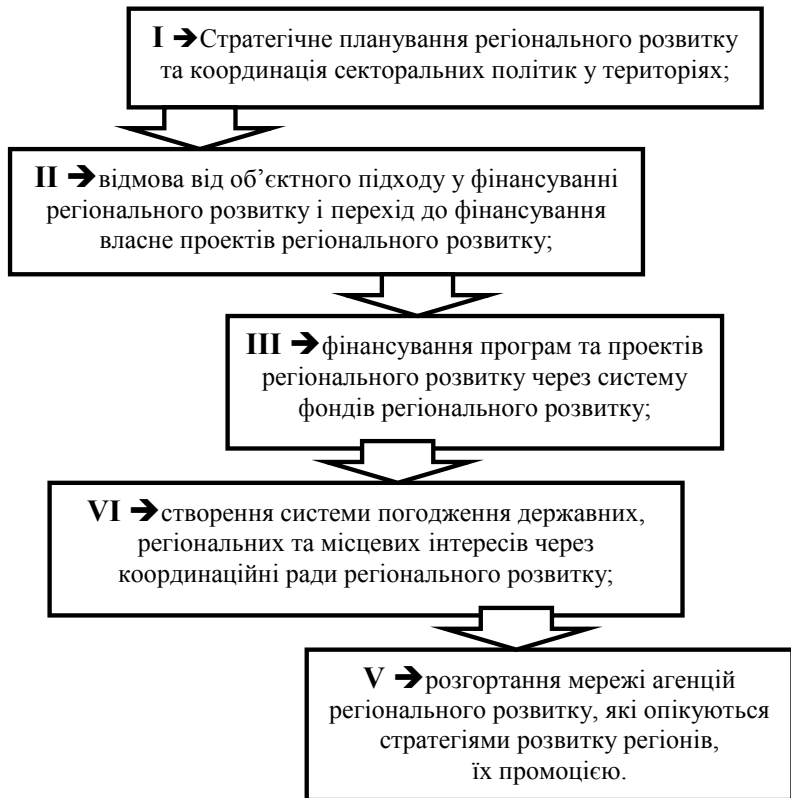 I ➔Стратегічне планування регіонального розвитку
та координація секторальних політик у територіях;
II ➔відмова від об’єктного підходу у фінансуванні
регіонального розвитку і перехід до фінансування
власне проектів регіонального розвитку;
III ➔фінансування програм та проектів
регіонального розвитку через систему
фондів регіонального розвитку;
VI ➔створення системи погодження державних,
регіональних та місцевих інтересів через
координаційні ради регіонального розвитку;
V ➔розгортання мережі агенцій
регіонального розвитку, які опікуються
стратегіями розвитку регіонів,
їх промоцією.